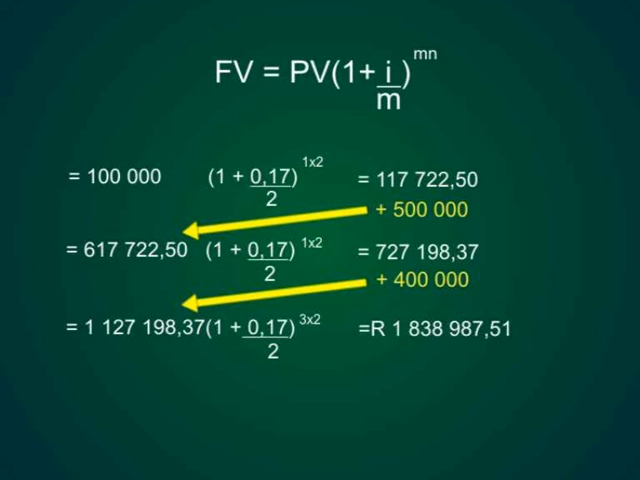 FV = PV(1+ i/m)^mn
= 100 000 (1 + 0,17/2)^1x2 = 117 722,50
+ 500 000
= 617 722,50 (1 + 0,17/2)^1x2 = 727 198,37
+ 400 000
= 1 127 198,37(1 + 0,17/2)^3x2 =R 1 838 987,51